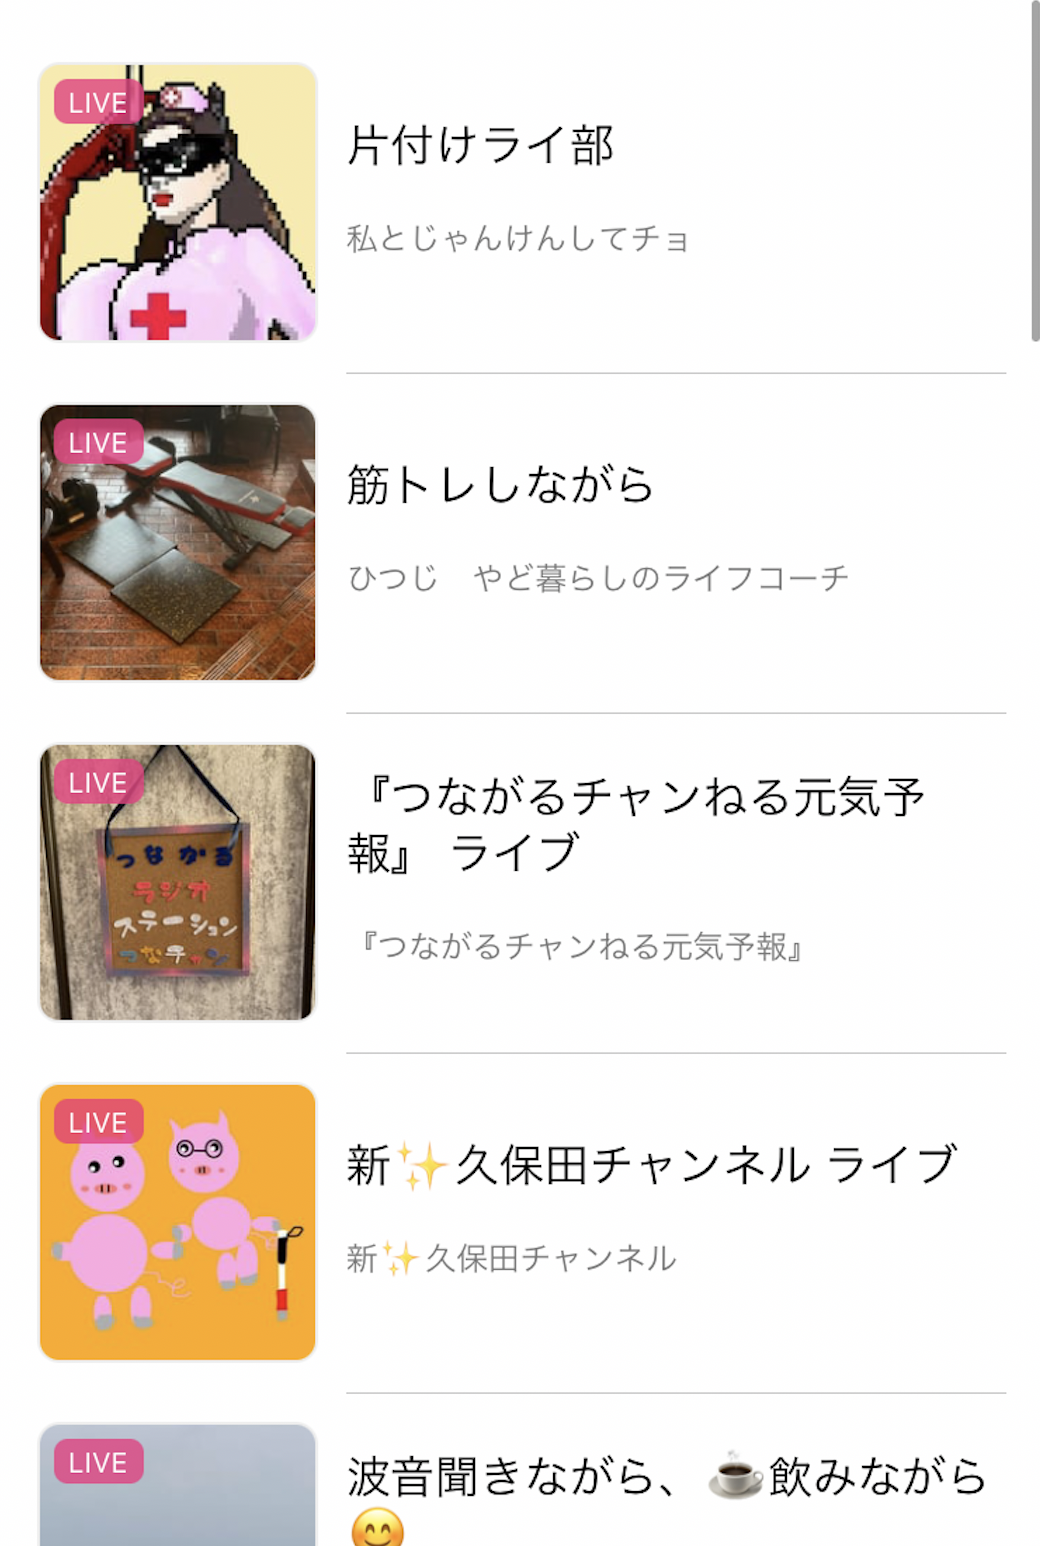 LIVE
片付けライ部
私とじゃんけんしてチョ
LIVE
筋トレしながら
ひつじ　やど暮らしのライフコーチ
LIVE
『つながるチャンねる元気予
報』 ライブ
『つながるチャンねる元気予報』
つながる
ラジオ
ステーション
つなチャン
LIVE
新✨久保田チャンネル ライブ
新✨久保田チャンネル
LIVE
波音聞きながら、☕飲みながら
😊